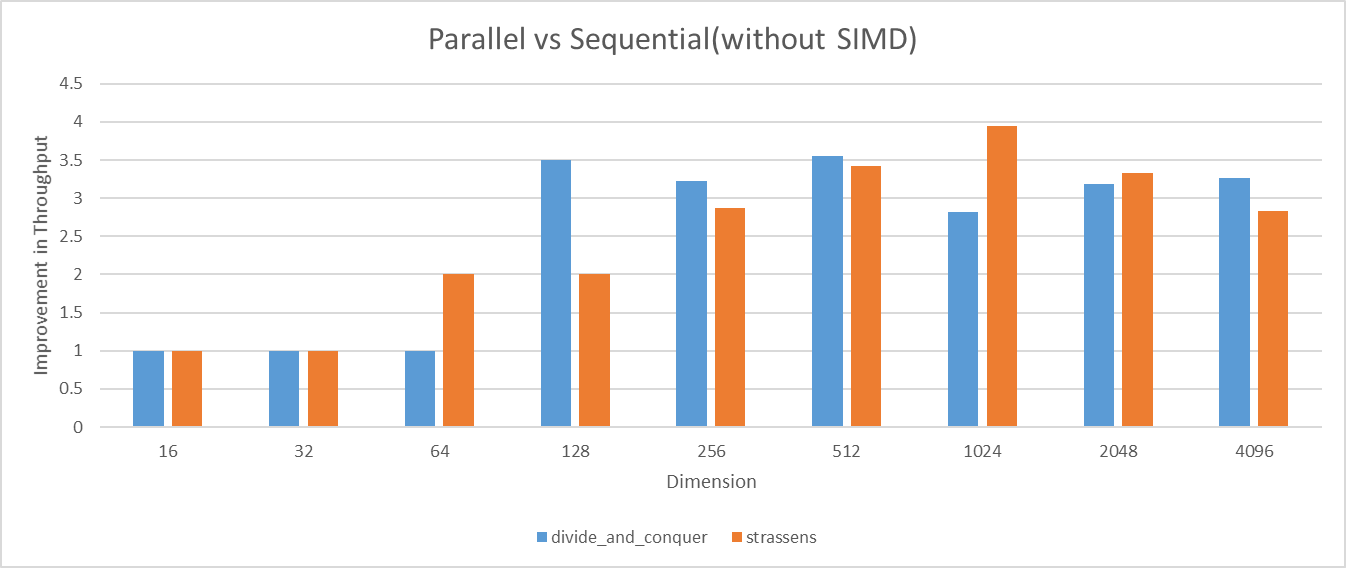 Parallel vs Sequential(without SIMD)
4.5
4
3.5
3
2.5
2
1.5
1
0.5
0
Improvement in Throughput
16 32 64 128 256 512 1024 2048 4096
Dimension
divide_and_conquer strassens